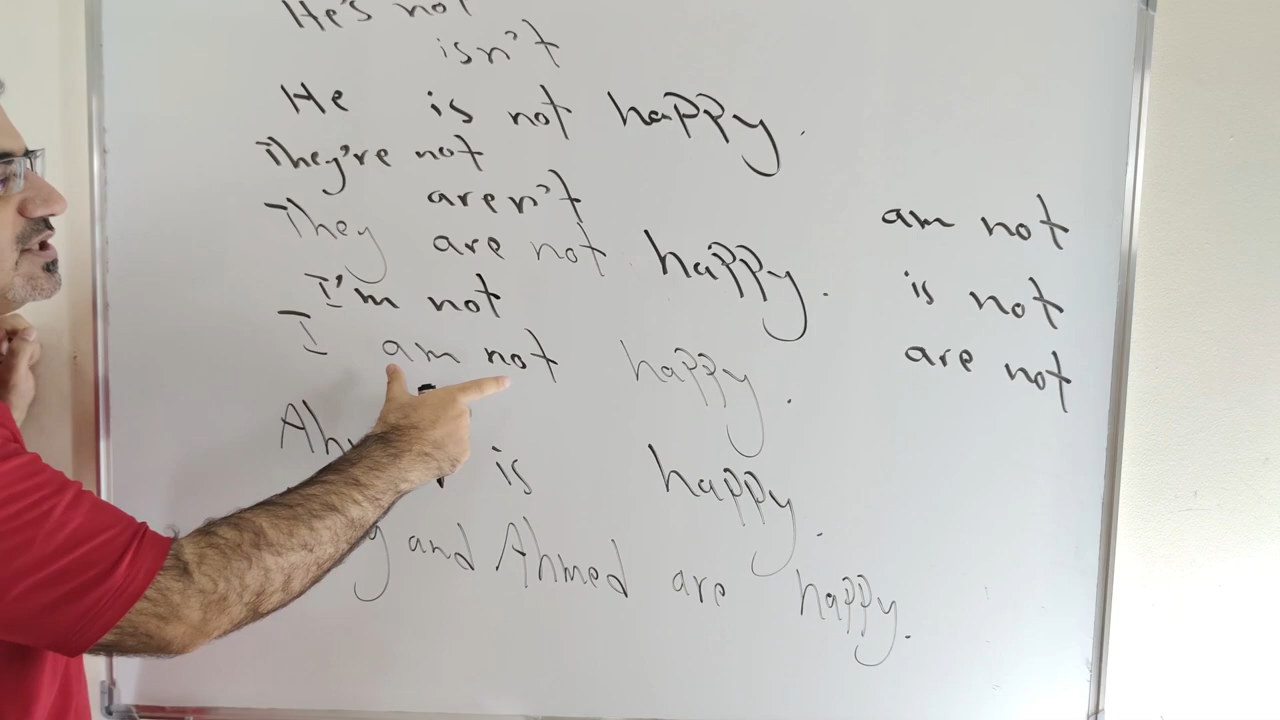 He's not
isn't
He is not happy.
They're not
aren't
They are not happy.
I'm not
I am not happy.
is happy.
and Ahmed are happy.
am not
is not
are not